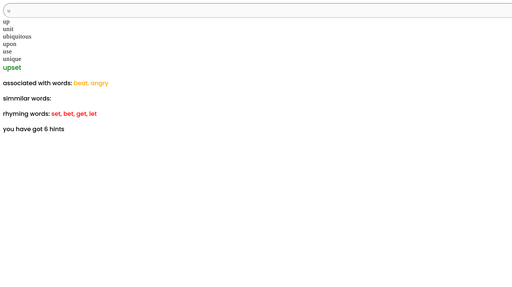 u
up
unit
ubiquitous
upon
use
unique
upset
associated with words: beat, angry
simmilar words:
rhyming words: set, bet, get, let
you have got 6 hints